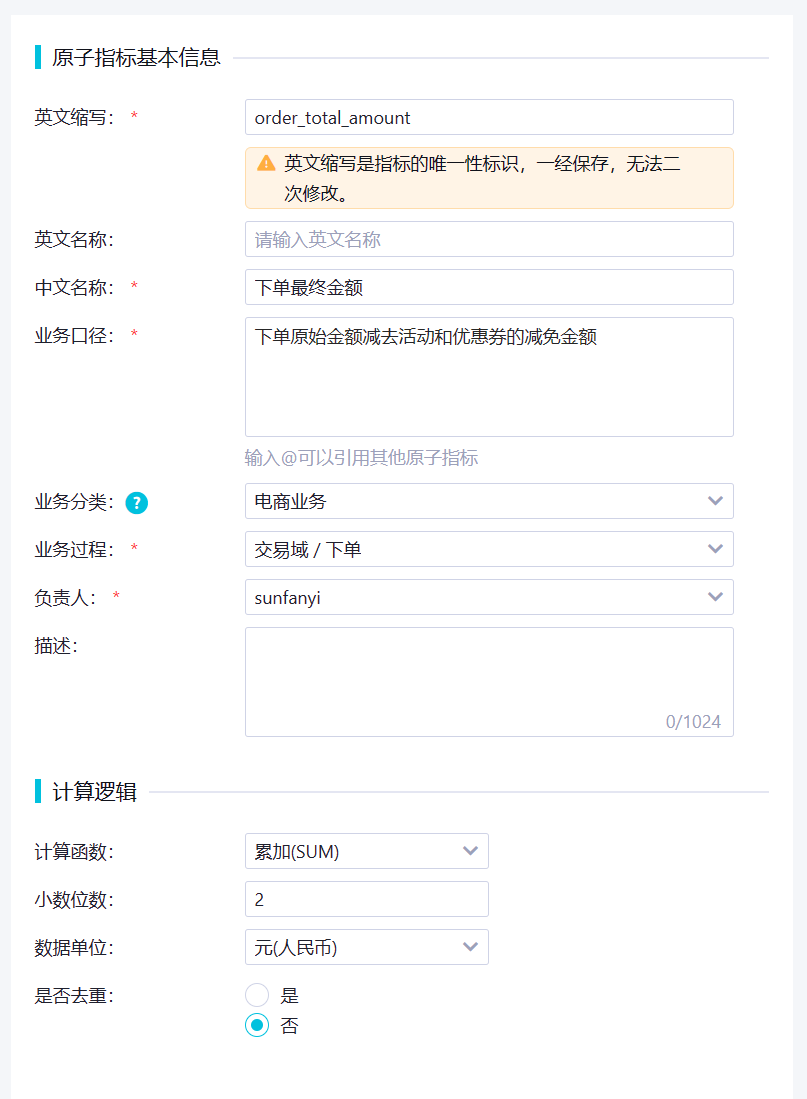 原子指标基本信息
英文缩写: * order_total_amount
英文缩写是指标的唯一性标识，一经保存，无法二
次修改。
英文名称: 请输入英文名称
中文名称: * 下单最终金额
业务口径: * 下单原始金额减去活动和优惠券的减免金额
输入@可以引用其他原子指标
业务分类: ? 电商业务
业务过程: * 交易域 / 下单
负责人: * sunfanyi
描述:
0/1024
计算逻辑
计算函数: 累加(SUM)
小数位数: 2
数据单位: 元(人民币)
是否去重: 是
否